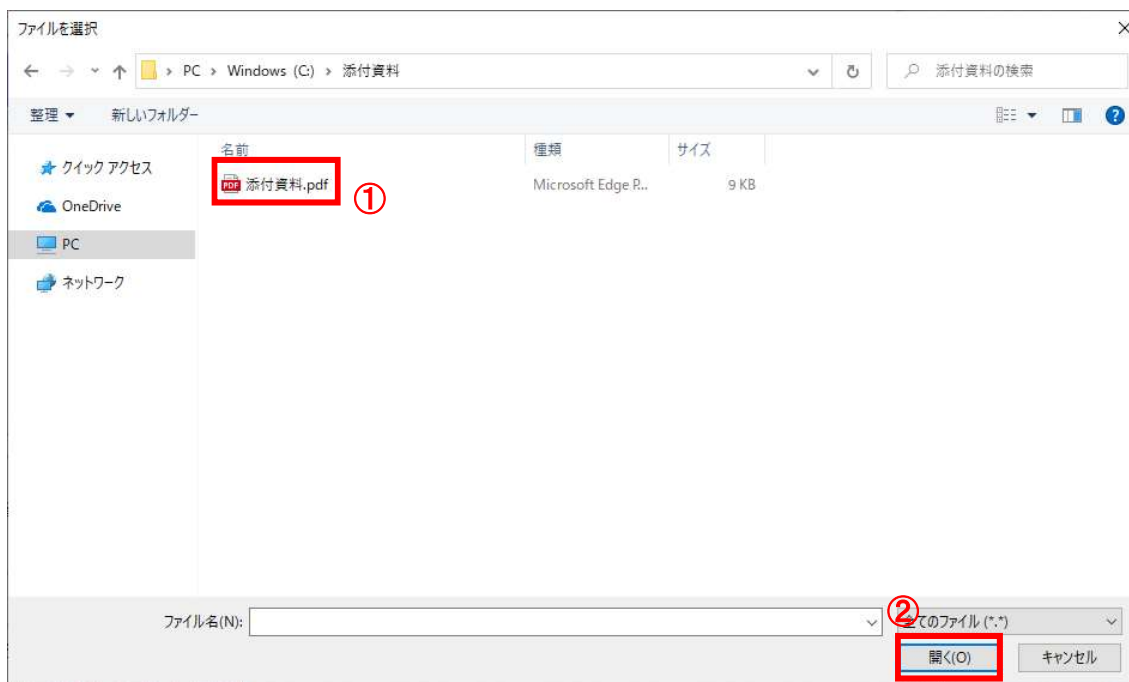 ファイルを選択
PC › Windows (C:) › 添付資料
添付資料の検索
整理 新しいフォルダー
名前 種類 サイズ
クイック アクセス
PDF 添付資料.pdf Microsoft Edge P... 9 KB
①
OneDrive
PC
ネットワーク
②
ファイル名(N): 全てのファイル (*.*)
開く(O) キャンセル